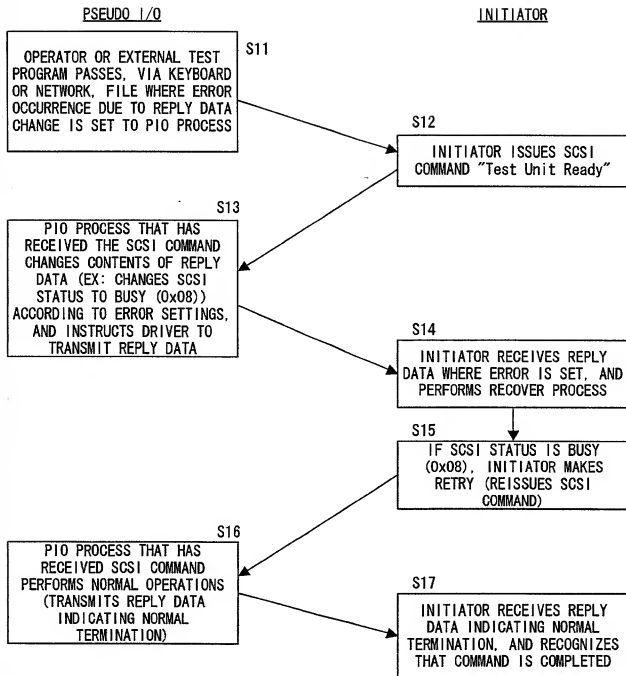 PSEUDO I/O
INITIATOR
S11
OPERATOR OR EXTERNAL TEST
PROGRAM PASSES, VIA KEYBOARD
OR NETWORK, FILE WHERE ERROR
OCCURRENCE DUE TO REPLY DATA
CHANGE IS SET TO PIO PROCESS
S12
INITIATOR ISSUES SCSI
COMMAND "Test Unit Ready"
S13
PIO PROCESS THAT HAS
RECEIVED THE SCSI COMMAND
CHANGES CONTENTS OF REPLY
DATA (EX: CHANGES SCSI
STATUS TO BUSY (0x08))
ACCORDING TO ERROR SETTINGS,
AND INSTRUCTS DRIVER TO
TRANSMIT REPLY DATA
S14
INITIATOR RECEIVES REPLY
DATA WHERE ERROR IS SET, AND
PERFORMS RECOVER PROCESS
S15
IF SCSI STATUS IS BUSY
(0x08), INITIATOR MAKES
RETRY (REISSUES SCSI
COMMAND)
S16
PIO PROCESS THAT HAS
RECEIVED SCSI COMMAND
PERFORMS NORMAL OPERATIONS
(TRANSMITS REPLY DATA
INDICATING NORMAL
TERMINATION)
S17
INITIATOR RECEIVES REPLY
DATA INDICATING NORMAL
TERMINATION, AND RECOGNIZES
THAT COMMAND IS COMPLETED